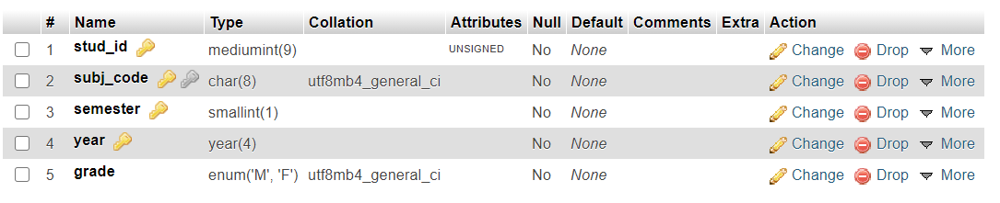 # Name Type Collation Attributes Null Default Comments Extra Action
1 stud_id mediumint(9) UNSIGNED No None Change Drop More
2 subj_code char(8) utf8mb4_general_ci No None Change Drop More
3 semester smallint(1) No None Change Drop More
4 year year(4) No None Change Drop More
5 grade enum('M', 'F') utf8mb4_general_ci No None Change Drop More